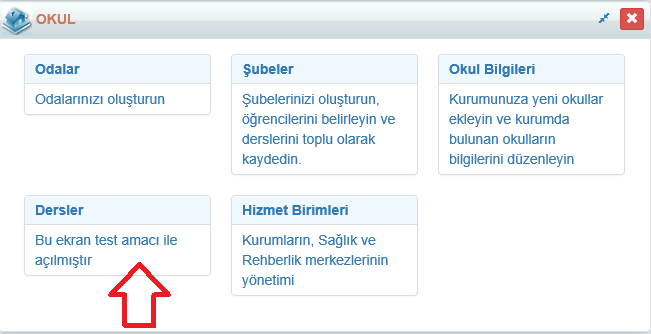 OKUL
Odalar
Odalarınızı oluşturun
Şubeler
Şubelerinizi oluşturun,
öğrencilerini belirleyin ve
derslerini toplu olarak
kaydedin.
Okul Bilgileri
Kurumunuza yeni okullar
ekleyin ve kurumda
bulunan okulların
bilgilerini düzenleyin
Dersler
Bu ekran test amacı ile
açılmıştır
Hizmet Birimleri
Kurumların, Sağlık ve
Rehberlik merkezlerinin
yönetimi